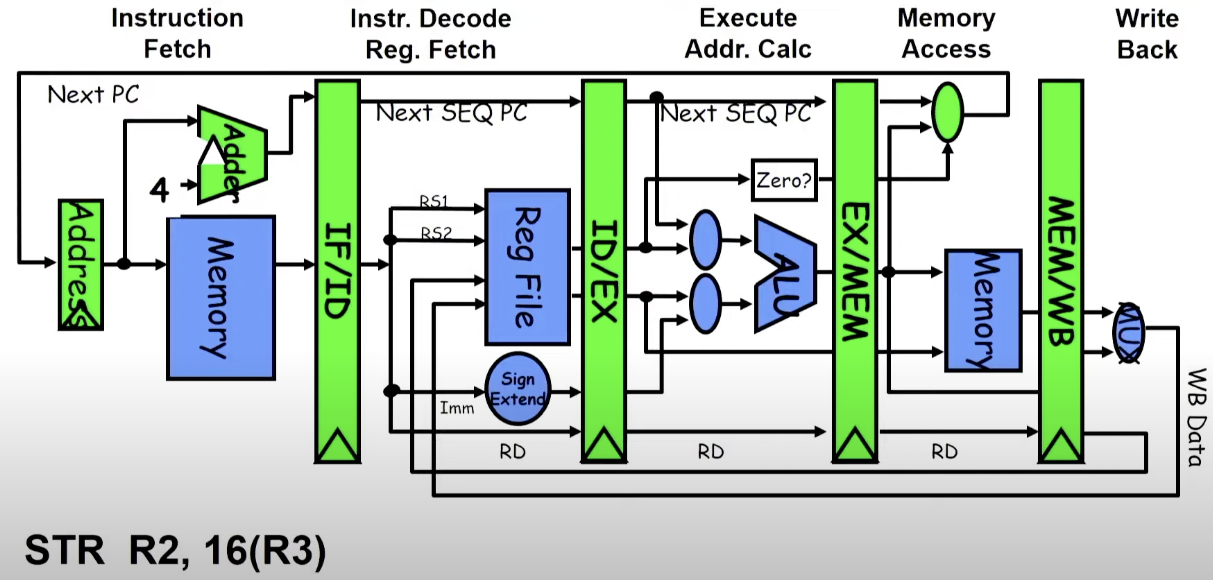 Instruction
Fetch
Instr. Decode
Reg. Fetch
Execute
Addr. Calc
Memory
Access
Write
Back
Next PC
Adder
4
Address
Memory
IF/ID
Next SEQ PC
RS1
RS2
Reg File
Sign
Extend
Imm
RD
ID/EX
Next SEQ PC
Zero?
ALU
RD
EX/MEM
Memory
RD
MEM/WB
MUX
WB Data
STR R2, 16(R3)